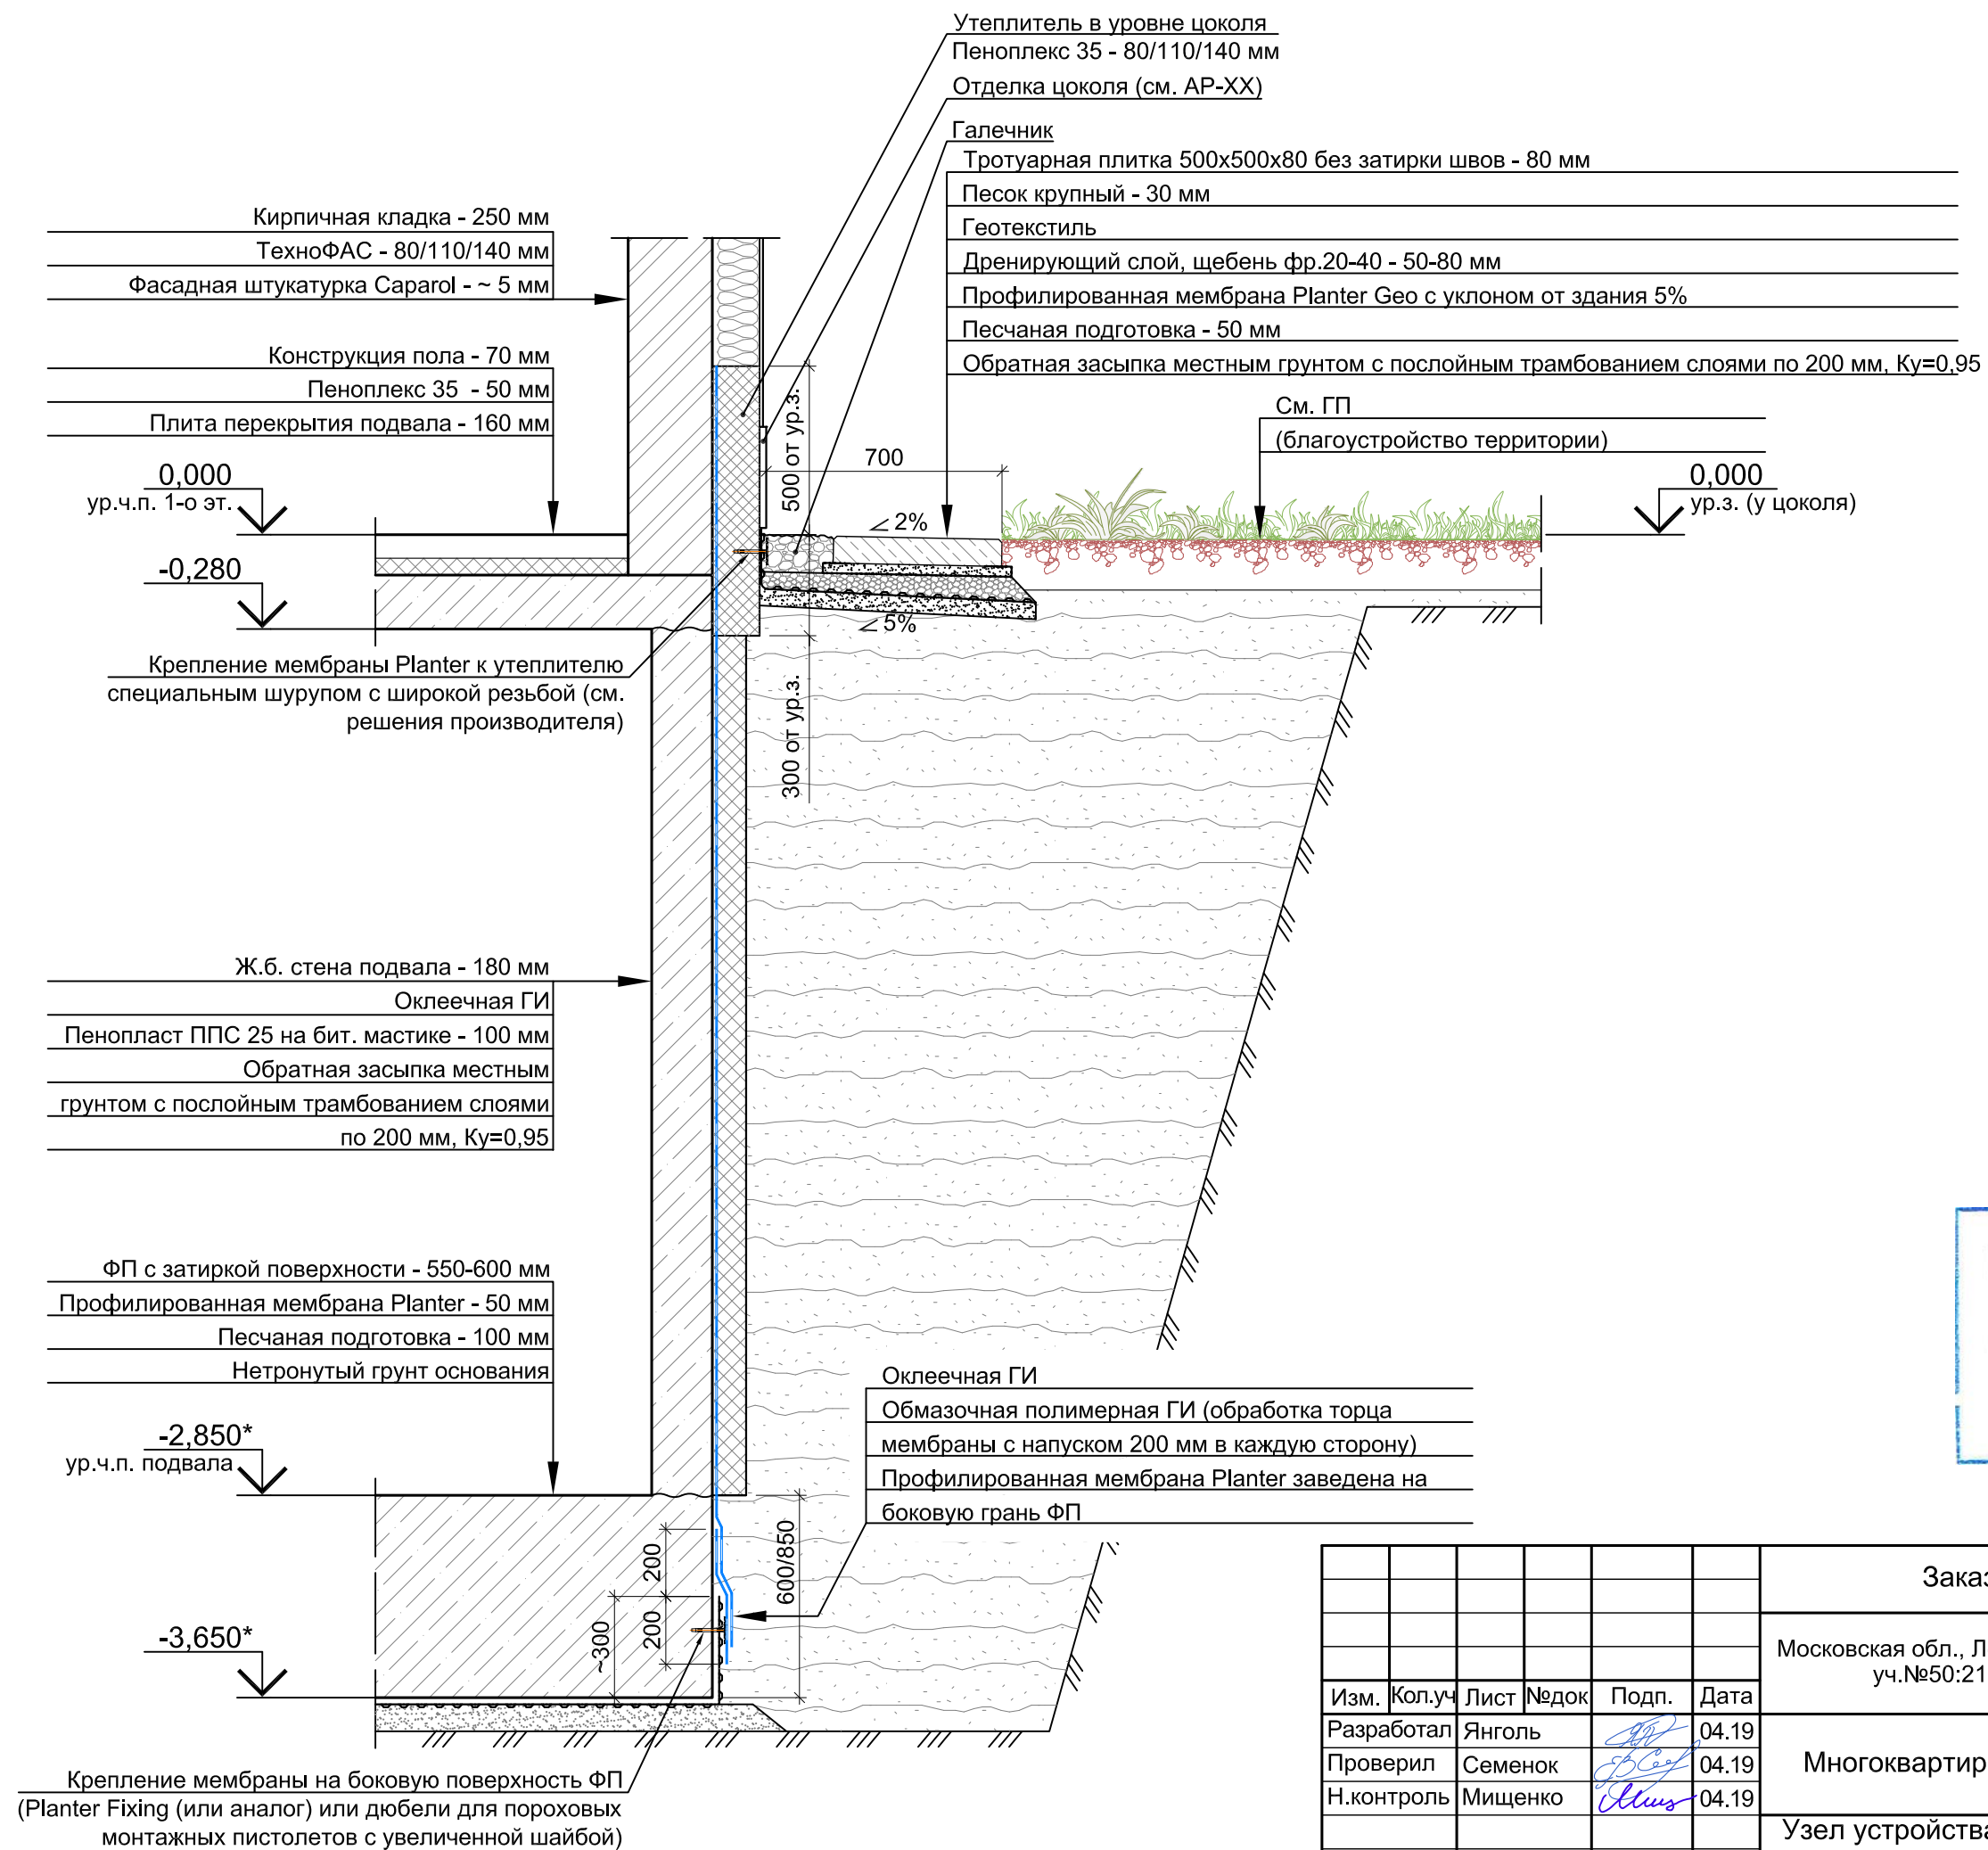 Утеплитель в уровне цоколя
Пеноплекс 35 - 80/110/140 мм
Отделка цоколя (см. АР-ХХ)
Галечник
Тротуарная плитка 500х500х80 без затирки швов - 80 мм
Песок крупный - 30 мм
Геотекстиль
Дренирующий слой, щебень фр.20-40 - 50-80 мм
Профилированная мембрана Planter Geo с уклоном от здания 5%
Песчаная подготовка - 50 мм
Обратная засыпка местным грунтом с послойным трамбованием слоями по 200 мм, Ку=0,95
См. ГП
(благоустройство территории)
0,000
ур.з. (у цоколя)
Кирпичная кладка - 250 мм
ТехноФАС - 80/110/140 мм
Фасадная штукатурка Caparol - ~ 5 мм
Конструкция пола - 70 мм
Пеноплекс 35 - 50 мм
Плита перекрытия подвала - 160 мм
0,000
ур.ч.п. 1-о эт.
-0,280
500 от ур.з.
700
2%
5%
300 от ур.з.
Крепление мембраны Planter к утеплителю
специальным шурупом с широкой резьбой (см.
решения производителя)
Ж.б. стена подвала - 180 мм
Оклеечная ГИ
Пенопласт ППС 25 на бит. мастике - 100 мм
Обратная засыпка местным
грунтом с послойным трамбованием слоями
по 200 мм, Ку=0,95
ФП с затиркой поверхности - 550-600 мм
Профилированная мембрана Planter - 50 мм
Песчаная подготовка - 100 мм
Нетронутый грунт основания
-2,850*
ур.ч.п. подвала
-3,650*
Оклеечная ГИ
Обмазочная полимерная ГИ (обработка торца
мембраны с напуском 200 мм в каждую сторону)
Профилированная мембрана Planter заведена на
боковую грань ФП
200
200
~300
600/850
Крепление мембраны на боковую поверхность ФП
(Planter Fixing (или аналог) или дюбели для пороховых
монтажных пистолетов с увеличенной шайбой)
Заказ
Московская обл., Л
уч.№50:21
Изм. Кол.уч Лист №док Подп. Дата
Разработал Янголь 04.19
Проверил Семенок 04.19
Н.контроль Мищенко 04.19
Многоквартир
Узел устройства